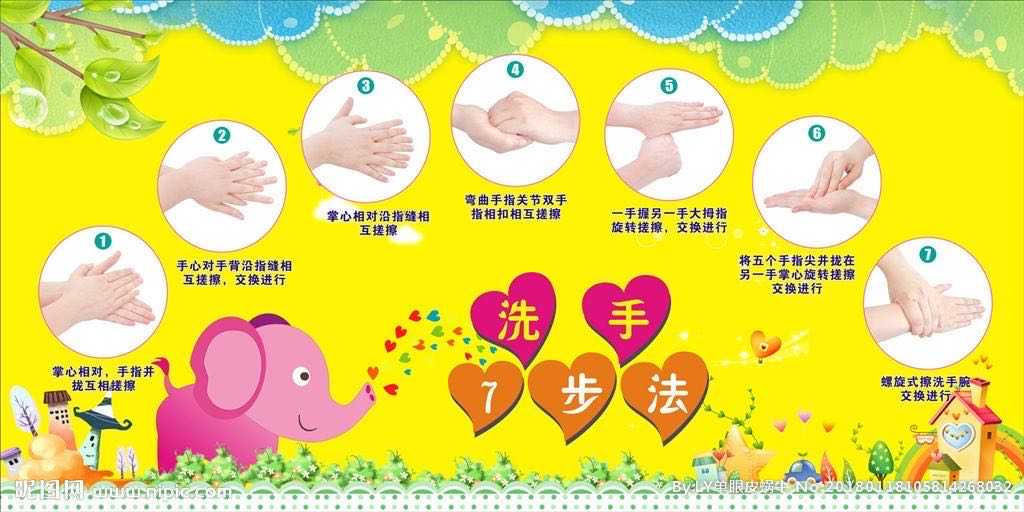 1
掌心相对，手指并
拢互相搓擦
2
手心对手背沿指缝相
互搓擦，交换进行
3
掌心相对沿指缝相
互搓擦
4
弯曲手指关节双手
指相扣相互搓擦
5
一手握另一手大拇指
旋转搓擦，交换进行
6
将五个手指尖并拢在
另一手掌心旋转搓擦
交换进行
7
螺旋式擦洗手腕
交换进行
洗手
7步法
昵图网 www.nipic.com
By:LY单眼皮蜗牛 No:20180118105814268032